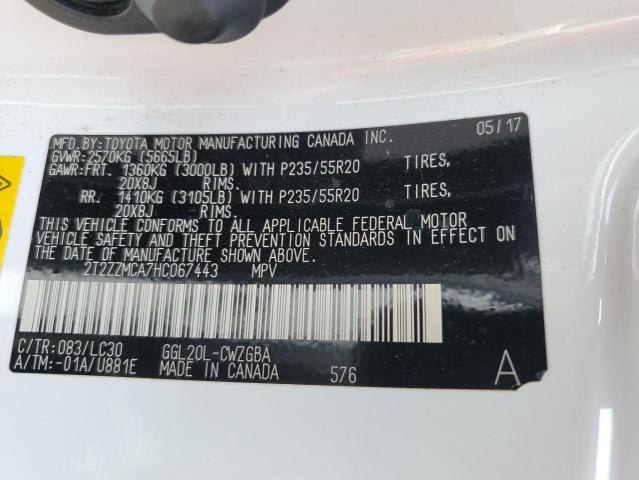 MFD.BY:TOYOTA MOTOR MANUFACTURING CANADA INC. 05/17
GVWR:2570KG (5665LB)
GAWR:FRT. 1360KG (3000LB) WITH P235/55R20 TIRES,
20X8J RIMS.
RR. 1410KG (3105LB) WITH P235/55R20 TIRES,
20X8J RIMS.
THIS VEHICLE CONFORMS TO ALL APPLICABLE FEDERAL MOTOR
VEHICLE SAFETY AND THEFT PREVENTION STANDARDS IN EFFECT ON
THE DATE OF MANUFACTURE SHOWN ABOVE.
2T2ZZMCA7HC067443 MPV
C/TR:083/LC30 GGL20L-CWZGBA
A/TM:-01A/U881E MADE IN CANADA 576 A